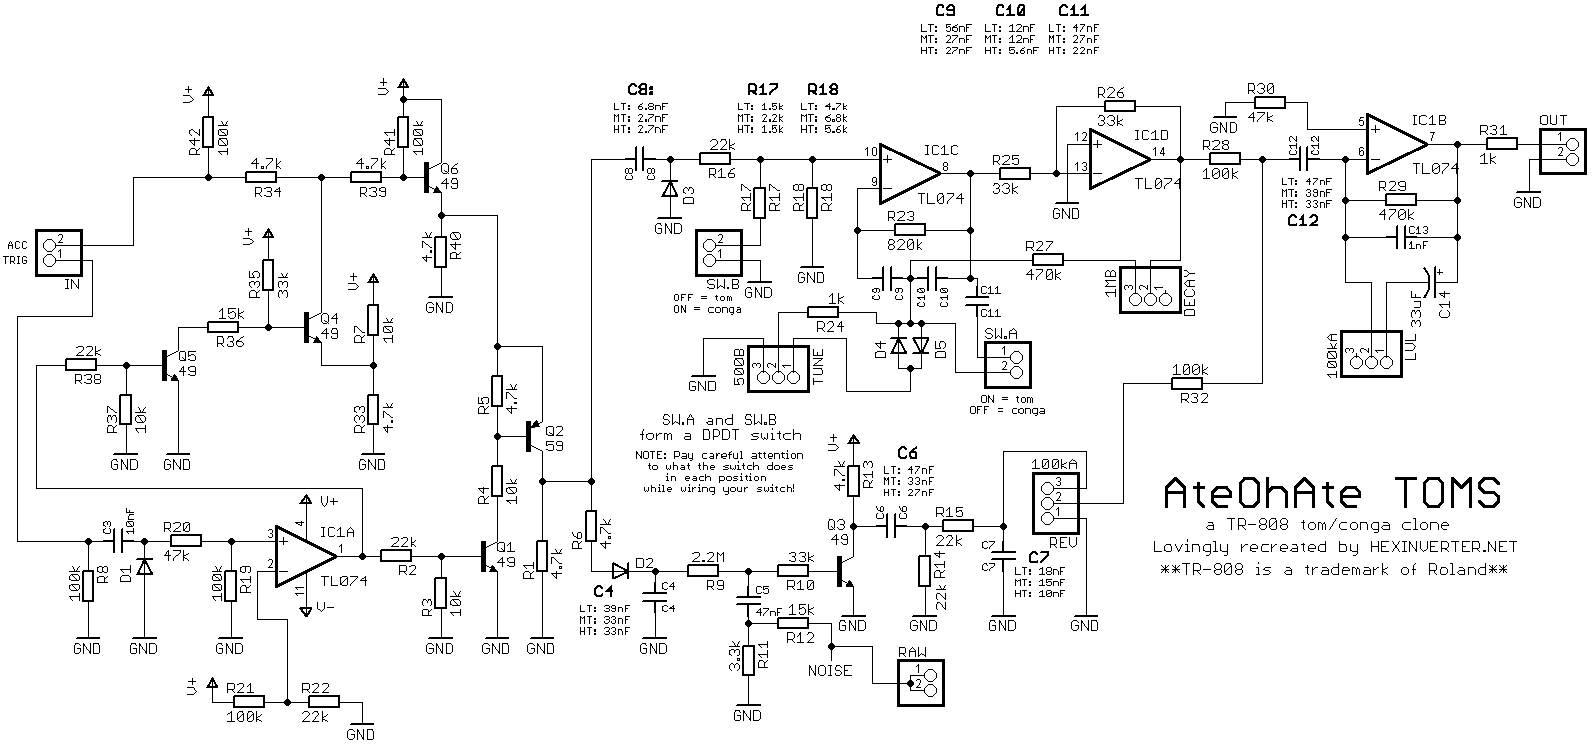 C9 C10 C11
LT: 56nF LT: 12nF LT: 47nF
MT: 27nF MT: 12nF MT: 27nF
HT: 27nF HT: 5.6nF HT: 22nF
C8: R17 R18
LT: 6.8nF LT: 1.5k LT: 4.7k
MT: 2.7nF MT: 2.2k MT: 6.8k
HT: 2.7nF HT: 1.5k HT: 5.6k
V+ R42 100k
V+ R41 100k
4.7k R34
4.7k R39
Q6 49
4.7k R40
GND
ACC
TRIG
2
1
IN
V+ R35 33k
15k R36
Q4 49
V+ R7 10k
R33 4.7k
GND
22k R38
Q5 49
R37 10k
GND
GND
R5 4.7k
Q2 59
R4 10k
C3 10nF
R20 47k
R8 100k
D1
R19 100k
GND
GND
GND
V+ 4
3
2
1
11 V-
IC1A
TL074
22k R2
R3 10k
GND
Q1 49
GND
R1 4.7k
GND
V+ R21 100k
R22 22k
GND
R6 4.7k
D2
C4
LT: 39nF
MT: 33nF
HT: 33nF
C4
C4
GND
2.2M R9
33k R10
C5 47nF
15k R12
3.3k R11
GND
NOISE
RAW
1
2
V+ 4.7k R13
Q3 49
GND
C6
LT: 47nF
MT: 33nF
HT: 27nF
C6 C6
R15 22k
R14 22k
GND
C7
C7
C7
LT: 18nF
MT: 15nF
HT: 10nF
GND
100kA
3
2
1
REV
GND
C8 C8
D3
GND
22k R16
R17 R17
R18 R18
GND
GND
2
1
SW.B
OFF = tom
ON = conga
10
9
8
IC1C
TL074
R23 820k
C9 C9
C10 C10
C11
C11
1k R24
D4
D5
GND
500B
3 2 1
TUNE
SW.A
1
2
ON = tom
OFF = conga
SW.A and SW.B
form a DPDT switch
NOTE: Pay careful attention
to what the switch does
in each position
while wiring your switch!
R25 33k
R26 33k
12
13
14
IC1D
TL074
GND
R27 470k
1MB
3 2 1
DECAY
R28 100k
R30 47k
GND
C12 C12
LT: 47nF
MT: 39nF
HT: 33nF
C12
5
6
7
IC1B
TL074
R29 470k
C13 1nF
33uF C14
+
100kA
3 2 1
LVL
R31 1k
OUT
1
2
GND
100k R32
AteOhAte TOMS
a TR-808 tom/conga clone
Lovingly recreated by HEXINVERTER.NET
**TR-808 is a trademark of Roland**